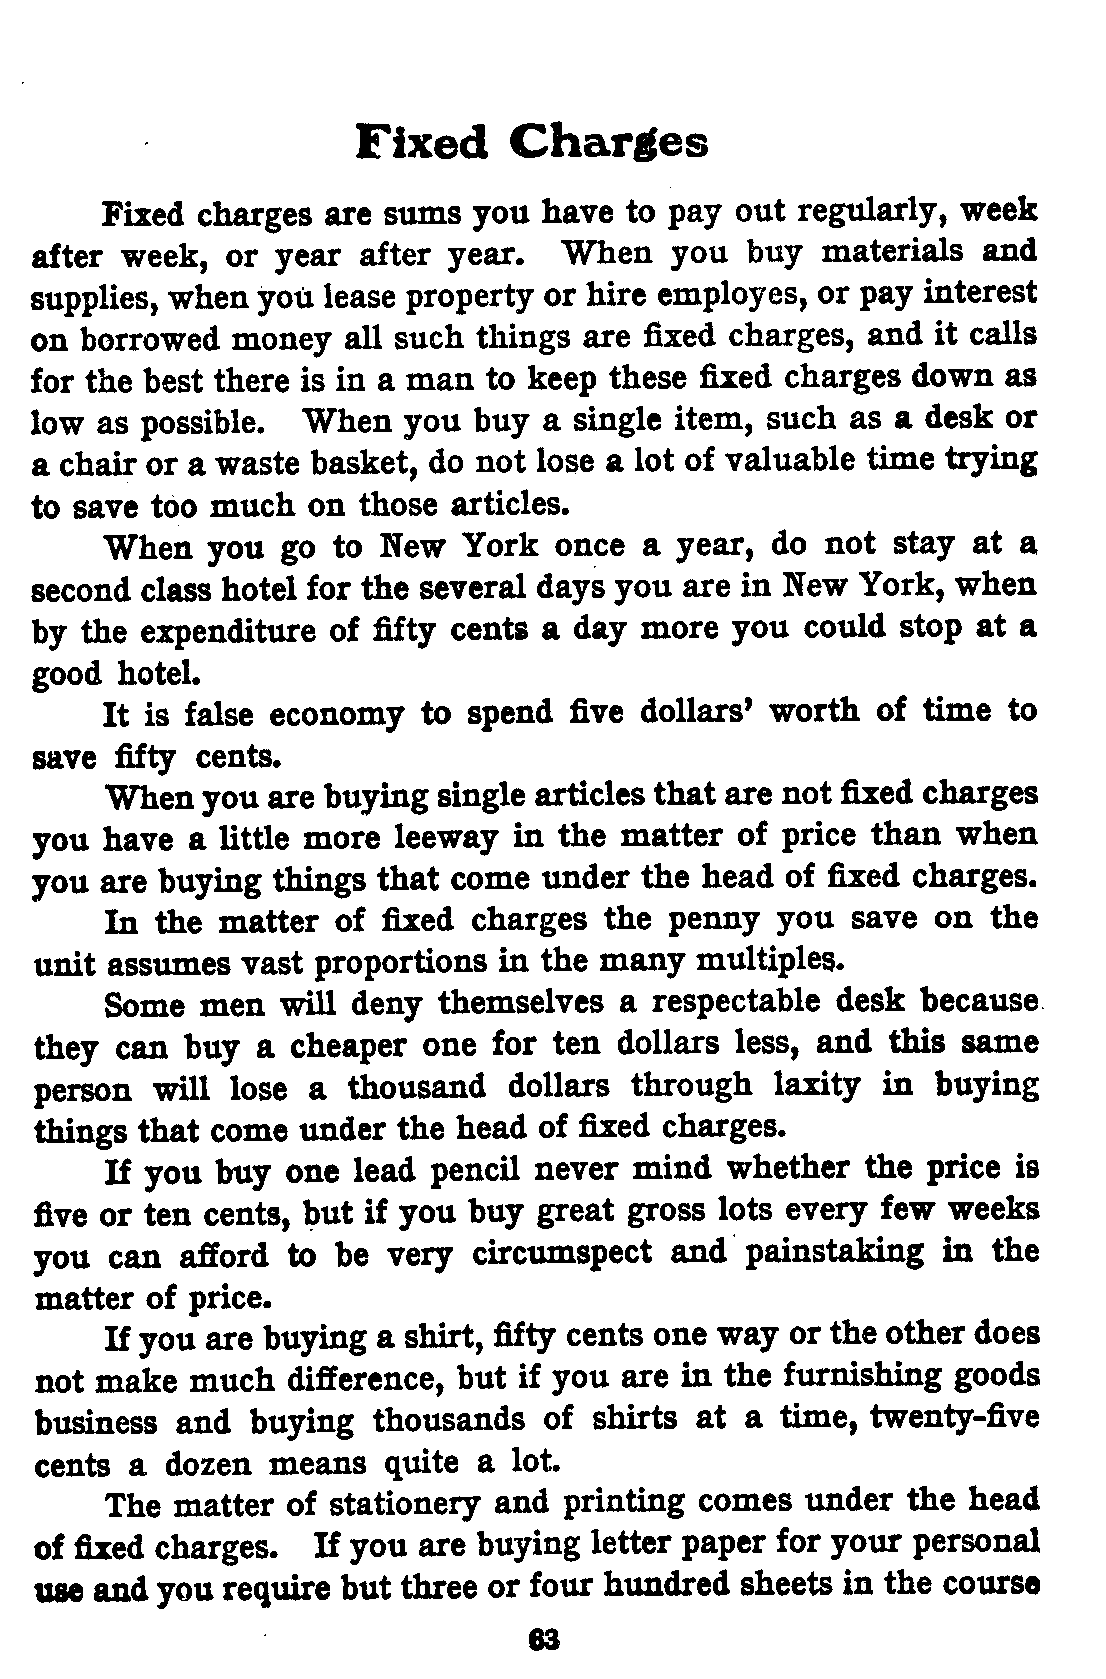 Fixed Charges
Fixed charges are sums you have to pay out regularly, week
after week, or year after year. When you buy materials and
supplies, when you lease property or hire employes, or pay interest
on borrowed money all such things are fixed charges, and it calls
for the best there is in a man to keep these fixed charges down as
low as possible. When you buy a single item, such as a desk or
a chair or a waste basket, do not lose a lot of valuable time trying
to save too much on those articles.
When you go to New York once a year, do not stay at a
second class hotel for the several days you are in New York, when
by the expenditure of fifty cents a day more you could stop at a
good hotel.
It is false economy to spend five dollars' worth of time to
save fifty cents.
When you are buying single articles that are not fixed charges
you have a little more leeway in the matter of price than when
you are buying things that come under the head of fixed charges.
In the matter of fixed charges the penny you save on the
unit assumes vast proportions in the many multiples.
Some men will deny themselves a respectable desk because
they can buy a cheaper one for ten dollars less, and this same
person will lose a thousand dollars through laxity in buying
things that come under the head of fixed charges.
If you buy one lead pencil never mind whether the price is
five or ten cents, but if you buy great gross lots every few weeks
you can afford to be very circumspect and painstaking in the
matter of price.
If you are buying a shirt, fifty cents one way or the other does
not make much difference, but if you are in the furnishing goods
business and buying thousands of shirts at a time, twenty-five
cents a dozen means quite a lot.
The matter of stationery and printing comes under the head
of fixed charges. If you are buying letter paper for your personal
use and you require but three or four hundred sheets in the course
63